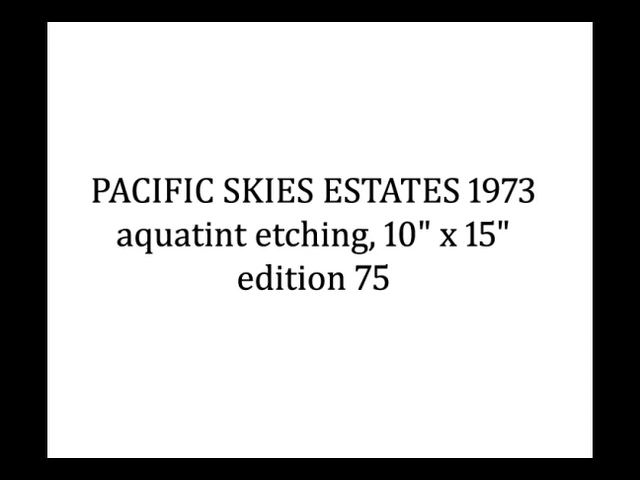 PACIFIC SKIES ESTATES 1973
aquatint etching, 10" x 15"
edition 75